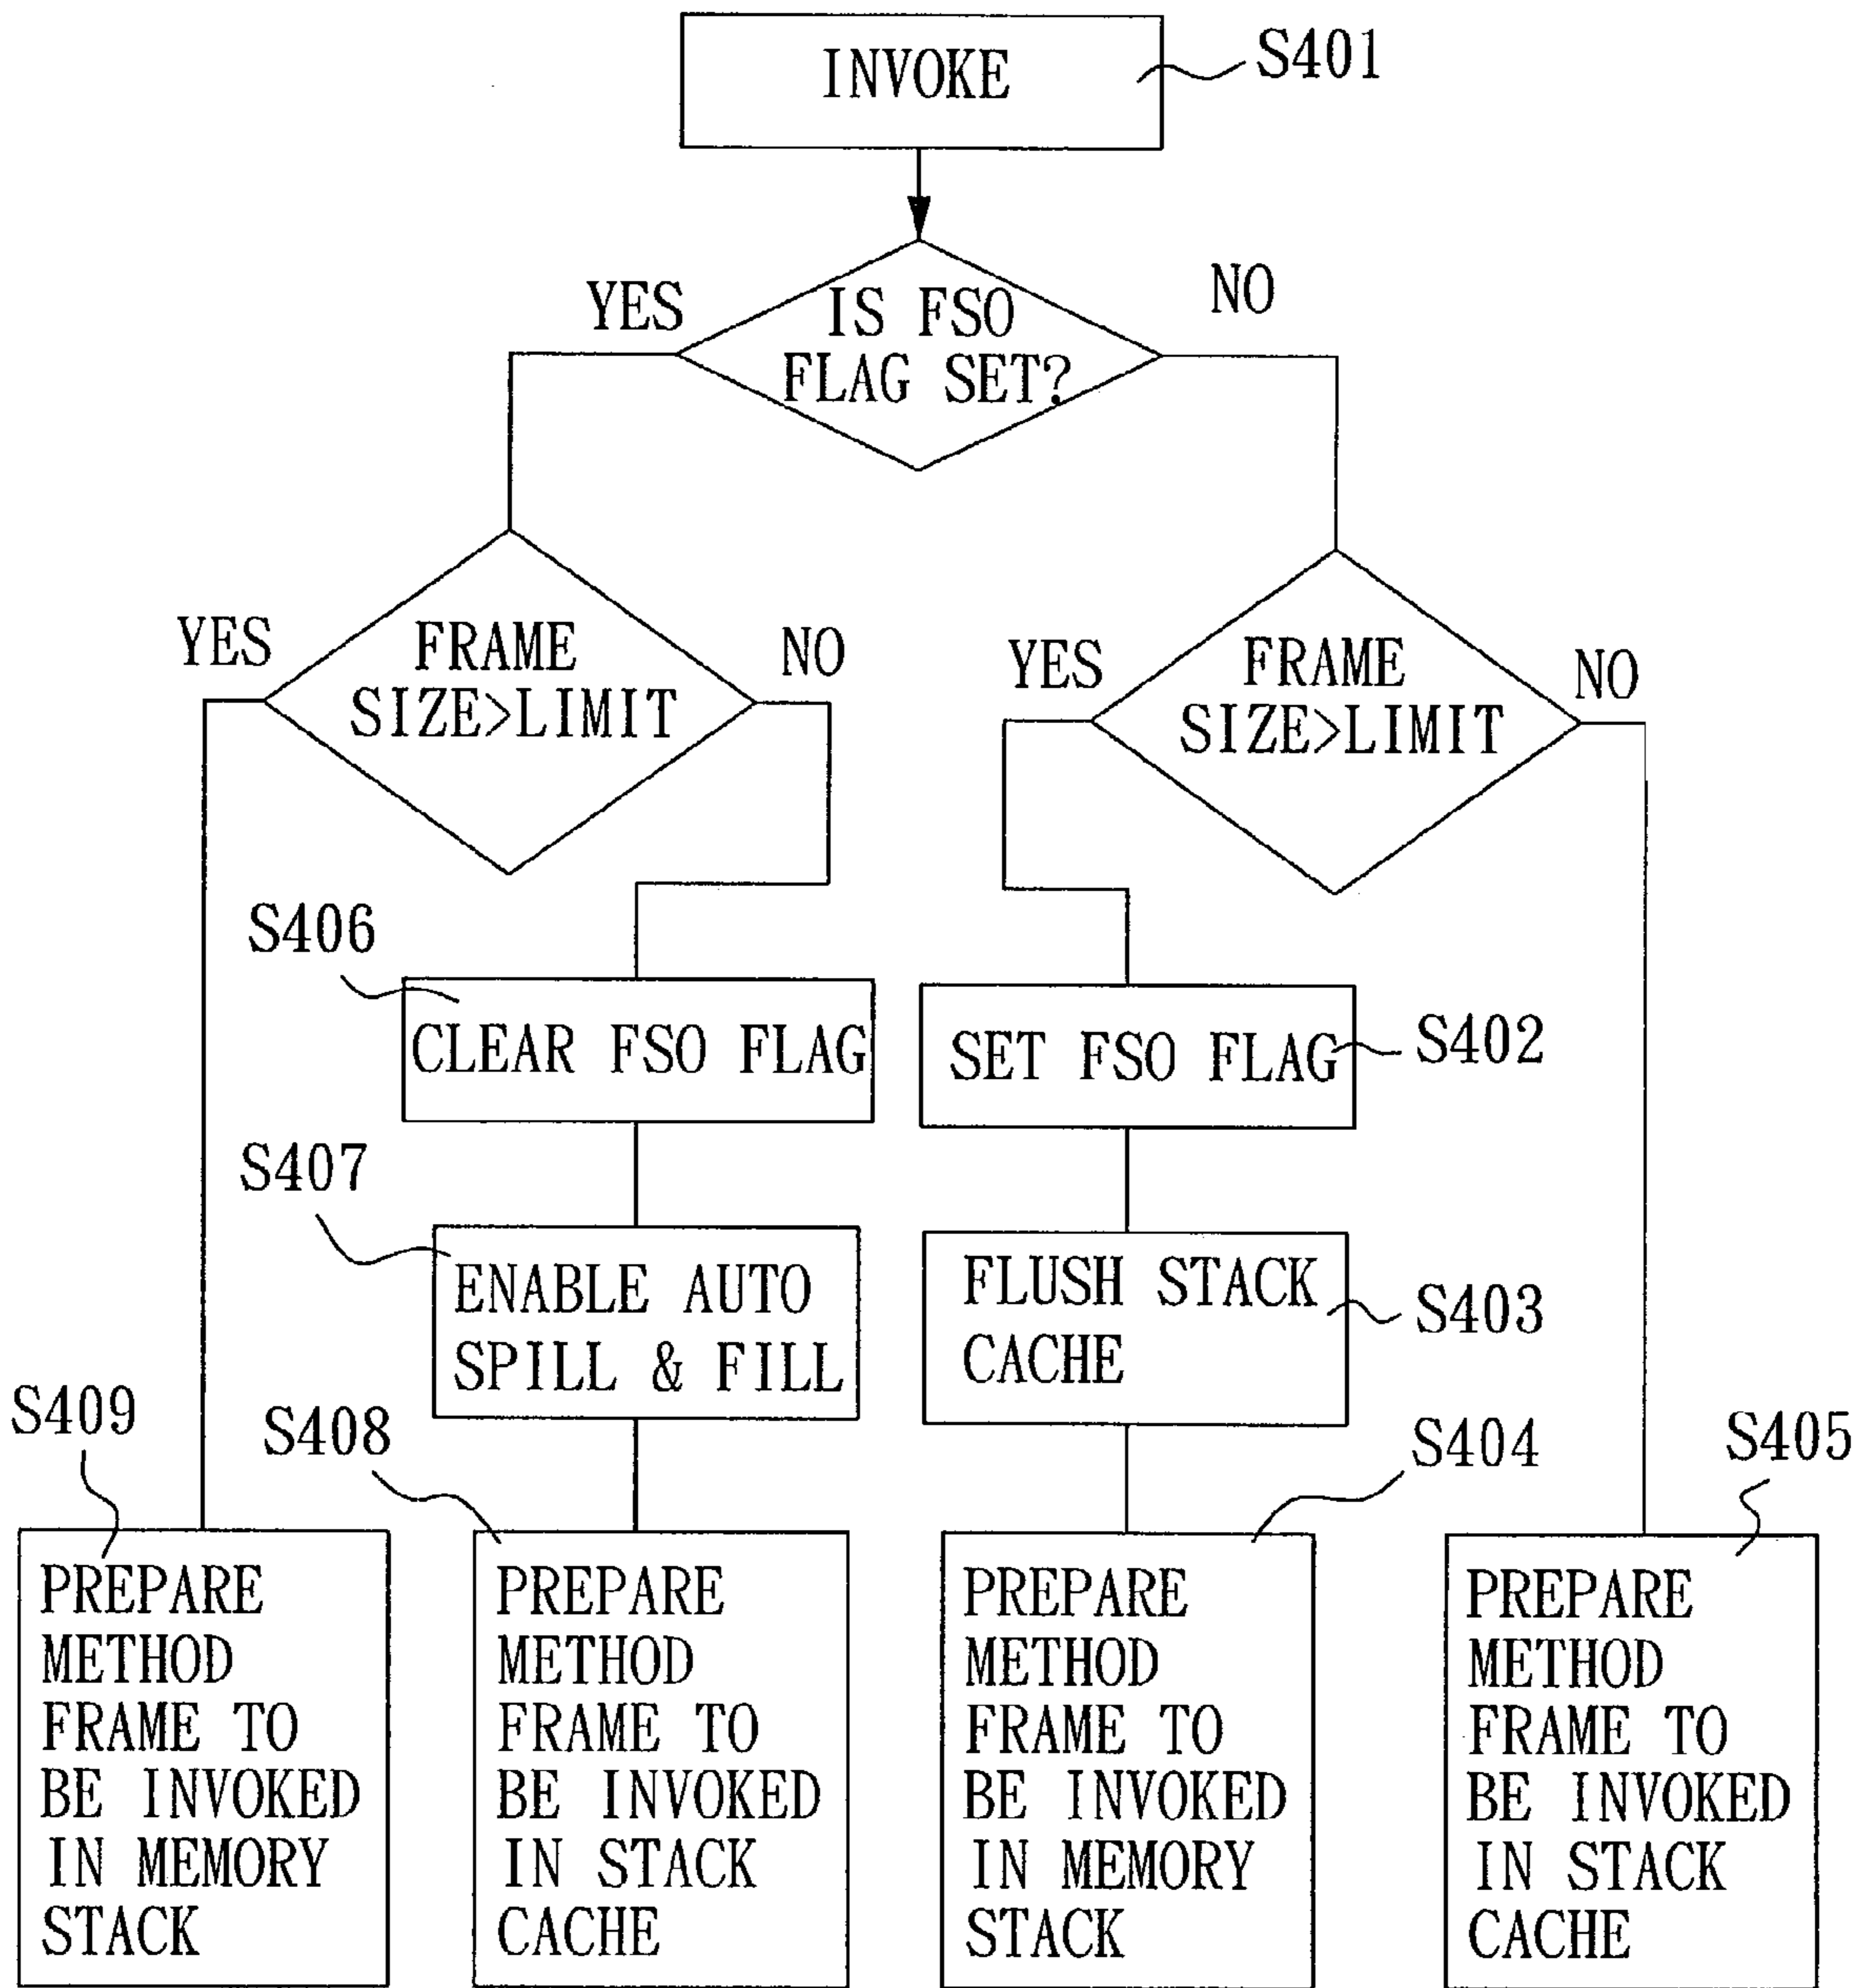 INVOKE
S401
IS FSO
FLAG SET?
YES
NO
FRAME
SIZE>LIMIT
YES
NO
FRAME
SIZE>LIMIT
YES
NO
S406
CLEAR FSO FLAG
SET FSO FLAG
S402
S407
ENABLE AUTO
SPILL & FILL
FLUSH STACK
CACHE
S403
S409
S408
S404
S405
PREPARE
METHOD
FRAME TO
BE INVOKED
IN MEMORY
STACK
PREPARE
METHOD
FRAME TO
BE INVOKED
IN STACK
CACHE
PREPARE
METHOD
FRAME TO
BE INVOKED
IN MEMORY
STACK
PREPARE
METHOD
FRAME TO
BE INVOKED
IN STACK
CACHE